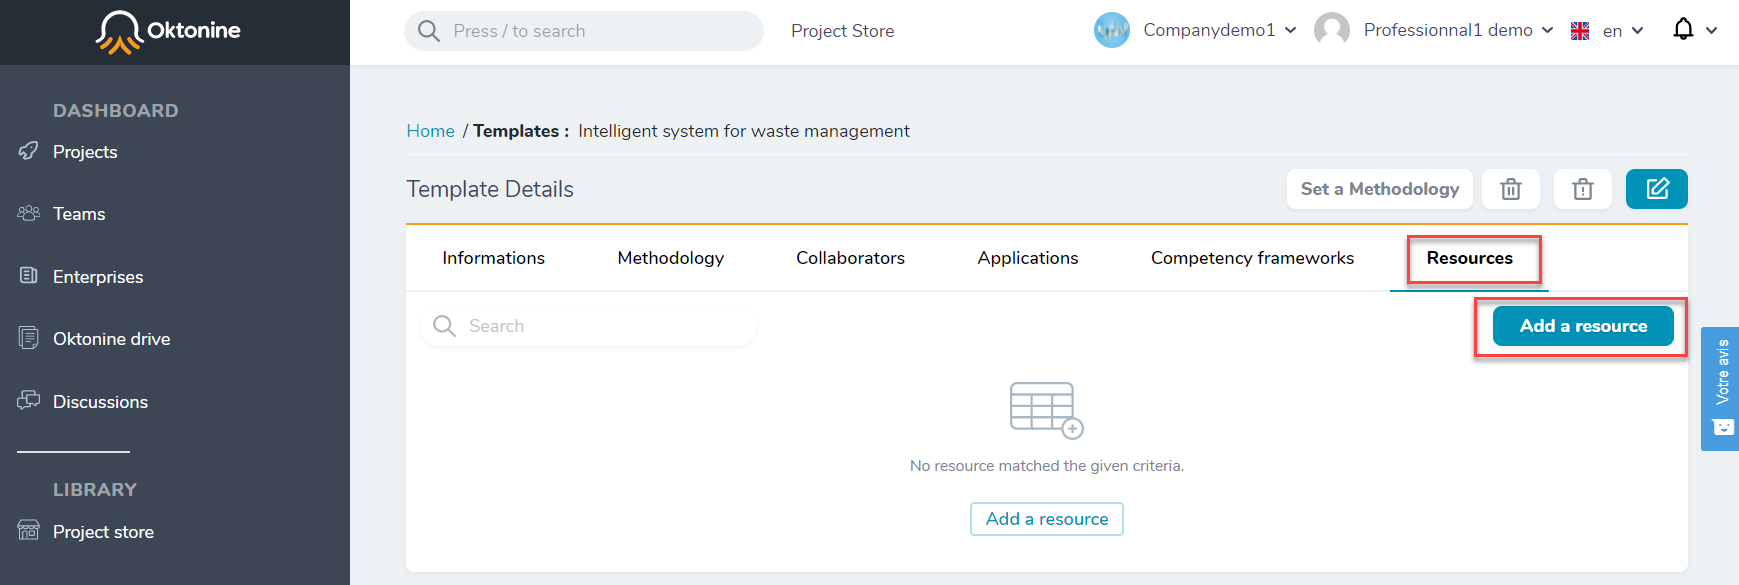 Oktonine
Press / to search
Project Store
Companydemo1
Professionnal1 demo
en
DASHBOARD
Projects
Teams
Enterprises
Oktonine drive
Discussions
LIBRARY
Project store
Home / Templates : Intelligent system for waste management
Template Details
Set a Methodology
Informations
Methodology
Collaborators
Applications
Competency frameworks
Resources
Search
Add a resource
No resource matched the given criteria.
Add a resource
Votre avis